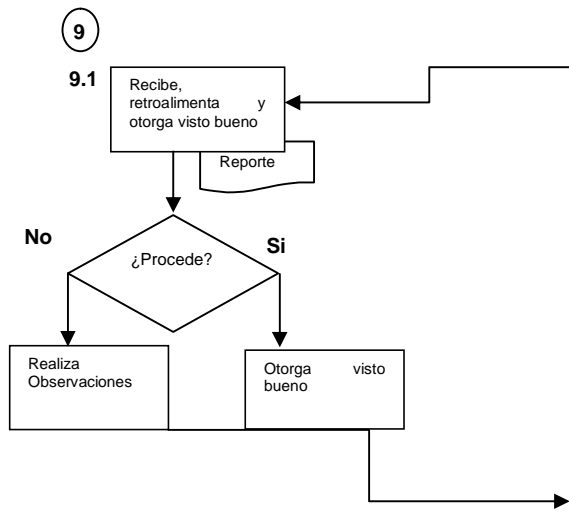 9
9.1
Recibe,
retroalimenta y
otorga visto bueno
Reporte
No
¿Procede?
Si
Realiza
Observaciones
Otorga visto
bueno